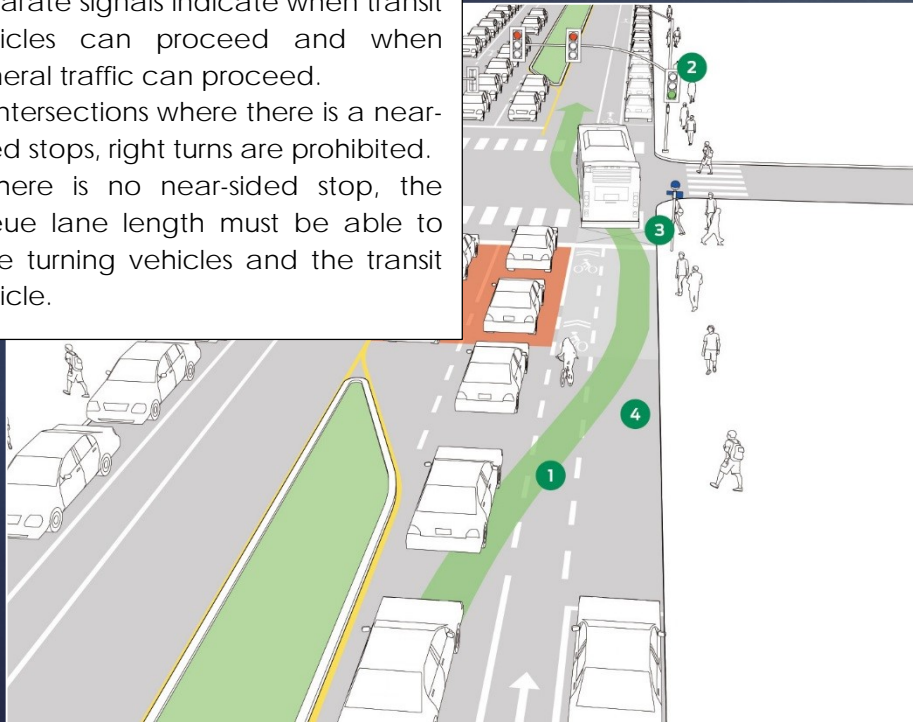 arate signals indicate when transit
icles can proceed and when
eral traffic can proceed.
ntersections where there is a near-
ed stops, right turns are prohibited.
here is no near-sided stop, the
eue lane length must be able to
e turning vehicles and the transit
icle.
2
3
4
1